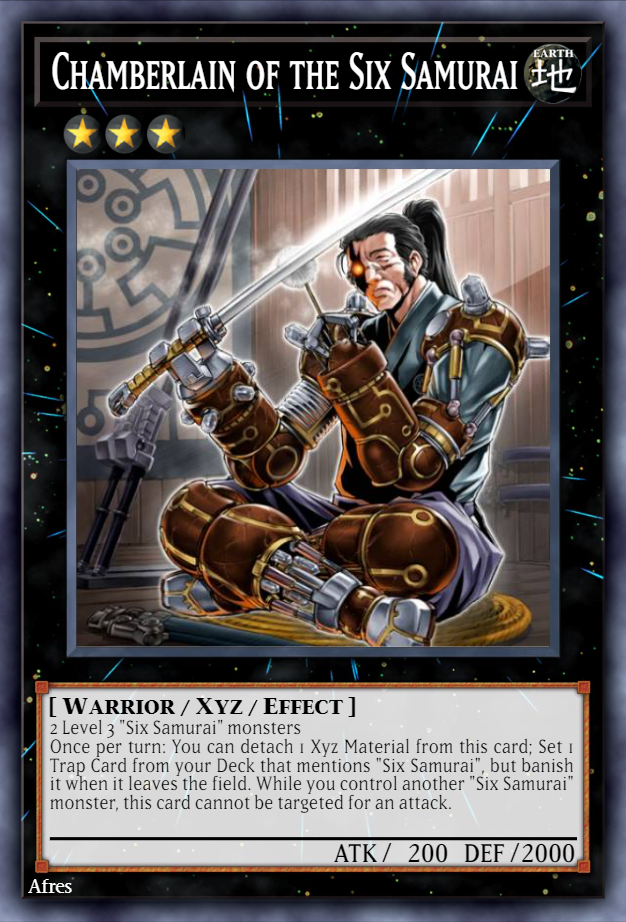 Chamberlain of the Six Samurai
EARTH
地
[ Warrior / Xyz / Effect ]
2 Level 3 "Six Samurai" monsters
Once per turn: You can detach 1 Xyz Material from this card; Set 1
Trap Card from your Deck that mentions "Six Samurai", but banish
it when it leaves the field. While you control another "Six Samurai"
monster, this card cannot be targeted for an attack.
ATK / 200 DEF /2000
Afres